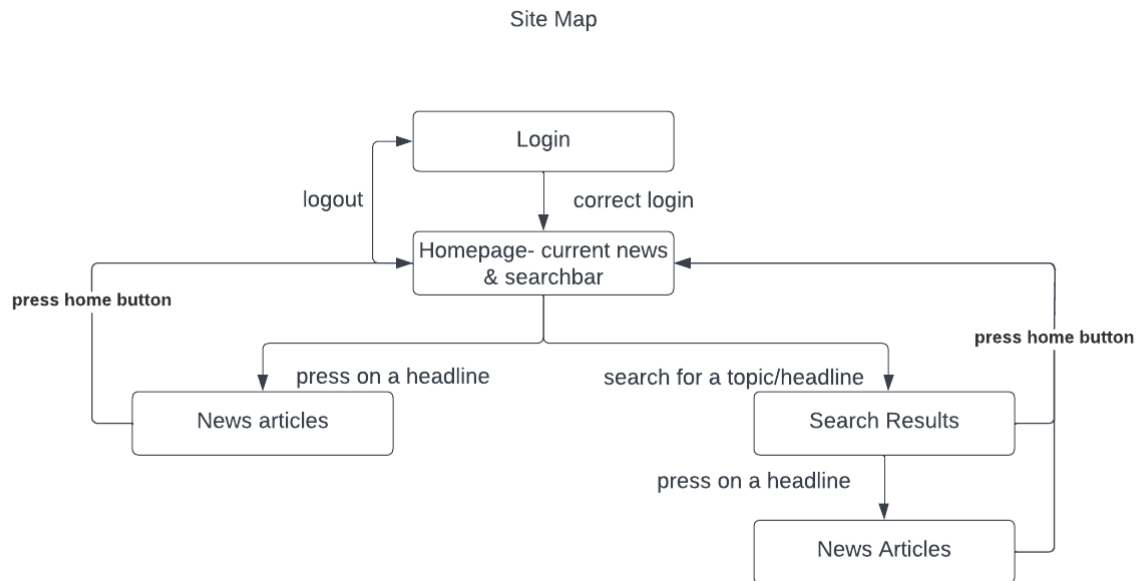 Site Map
Login
logout
correct login
Homepage- current news
& searchbar
press home button
press home button
press on a headline
search for a topic/headline
News articles
Search Results
press on a headline
News Articles